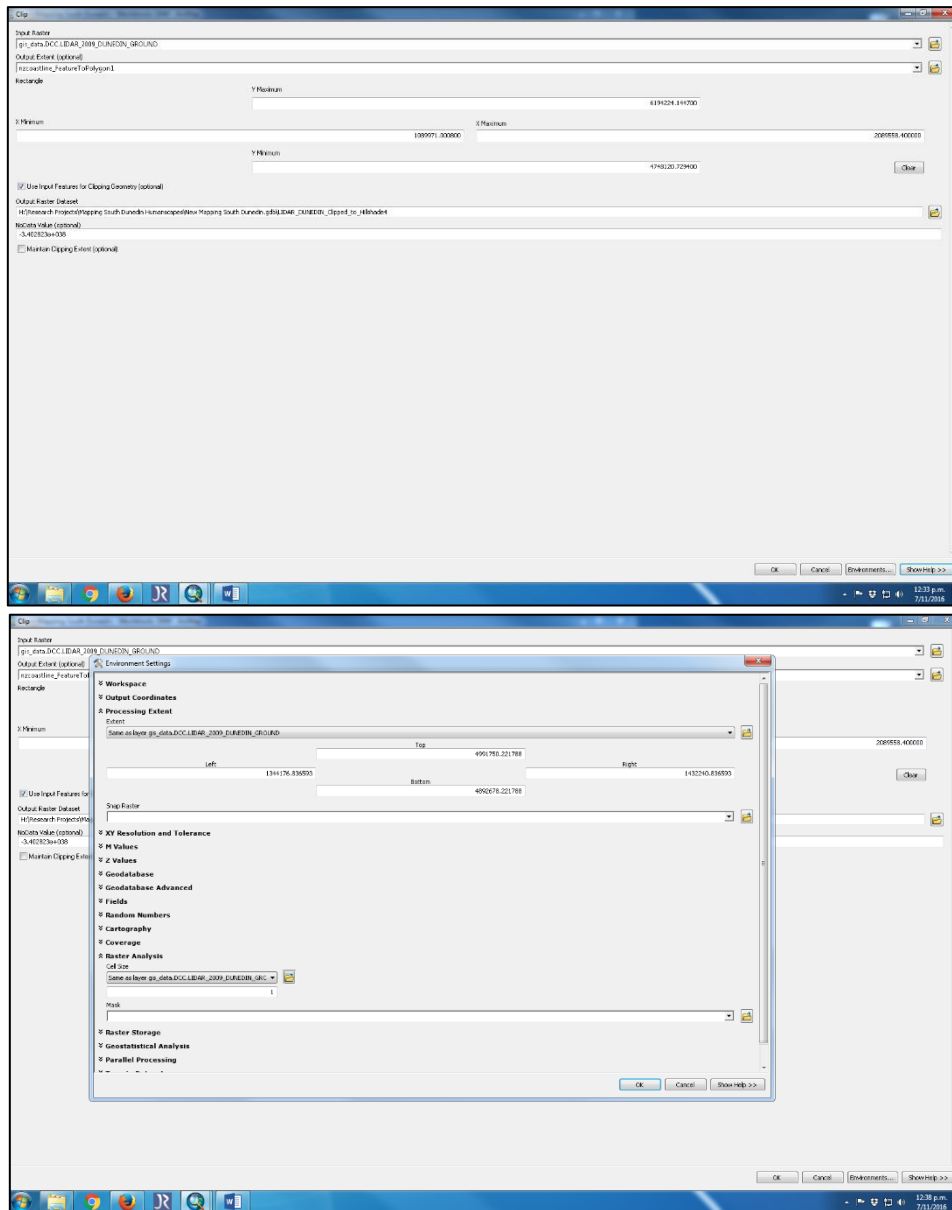 Clip
Input Raster
gis_data.DCC.LIDAR_2009_DUNEDIN_GROUND
Output Extent (optional)
nzcoastline_FeatureToPolygon1
Rectangle
Y Maximum
6194224.144700
X Minimum
X Maximum
1089971.000800
2089558.400000
Y Minimum
4748120.729400
Clear
Use Input Features for Clipping Geometry (optional)
Output Raster Dataset
H:\Research Projects\Mapping South Dunedin Humanscapes\New Mapping South Dunedin.gdb\LIDAR_DUNEDIN_Clipped_to_Hillshade4
NoData Value (optional)
-3.402823e+038
Maintain Clipping Extent (optional)
OK Cancel Environments... Show Help >>
12:33 p.m.
7/11/2016
Clip
Input Raster
gis_data.DCC.LIDAR_2009_DUNEDIN_GROUND
Output Extent (optional)
Environment Settings
nzcoastline_FeatureToP
Rectangle
Workspace
Output Coordinates
Processing Extent
Extent
Same as layer gis_data.DCC.LIDAR_2009_DUNEDIN_GROUND
X Minimum
Top
4991750.221788
2089558.400000
Left
Right
1344176.836593
1432240.836593
Bottom
4892678.221788
Clear
Use Input Features for
Output Raster Dataset
H:\Research Projects\Ma
Snap Raster
NoData Value (optional)
-3.402823e+038
XY Resolution and Tolerance
Maintain Clipping Exte
M Values
Z Values
Geodatabase
Geodatabase Advanced
Fields
Random Numbers
Cartography
Coverage
Raster Analysis
Cell Size
Same as layer gis_data.DCC.LIDAR_2009_DUNEDIN_GRC
1
Mask
Raster Storage
Geostatistical Analysis
Parallel Processing
OK Cancel Show Help >>
OK Cancel Environments... Show Help >>
12:38 p.m.
7/11/2016